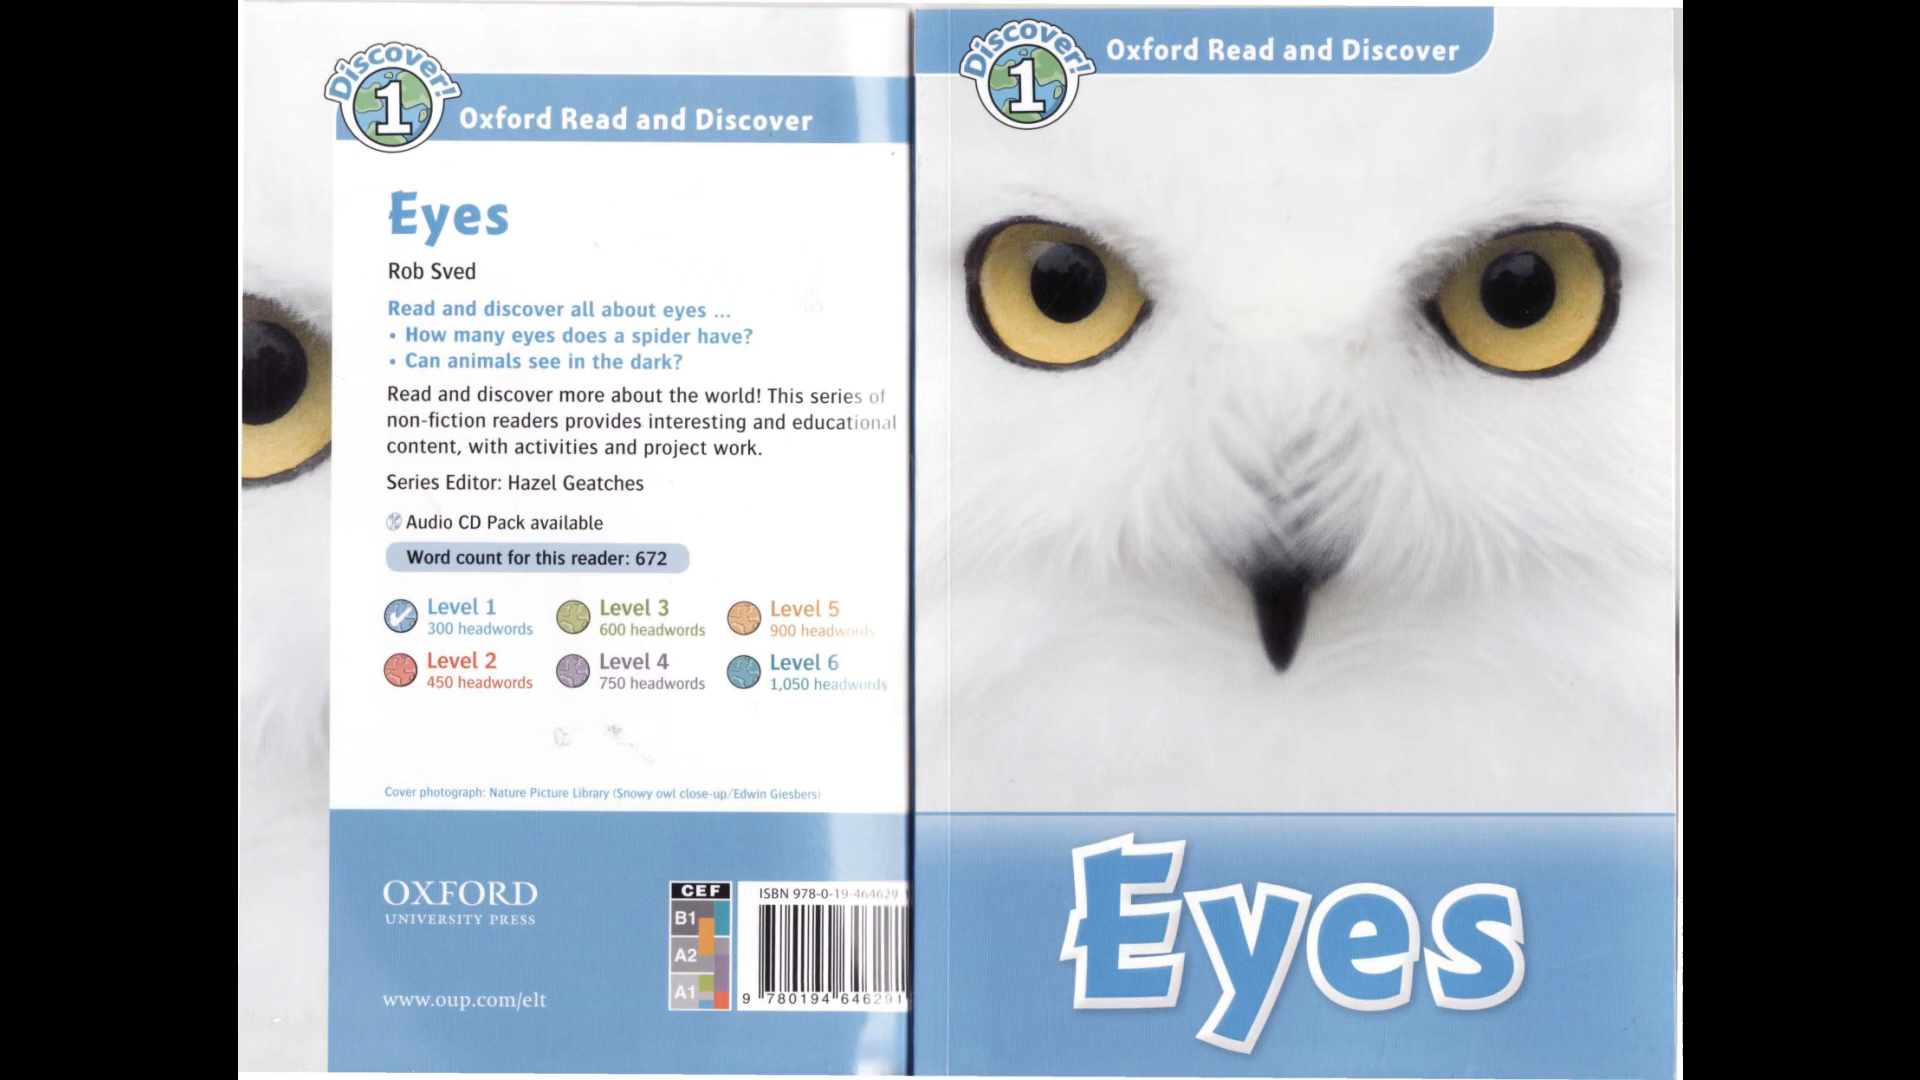 Discover!
1
Oxford Read and Discover
Eyes
Rob Sved
Read and discover all about eyes ...
• How many eyes does a spider have?
• Can animals see in the dark?
Read and discover more about the world! This series of
non-fiction readers provides interesting and educational
content, with activities and project work.
Series Editor: Hazel Geatches
Audio CD Pack available
Word count for this reader: 672
Level 1
300 headwords
Level 2
450 headwords
Level 3
600 headwords
Level 4
750 headwords
Level 5
900 headwords
Level 6
1,050 headwords
Cover photograph: Nature Picture Library (Snowy owl close-up/Edwin Giesbers)
OXFORD
UNIVERSITY PRESS
www.oup.com/elt
CEF
B1
A2
A1
ISBN 978-0-19-464629-1
9 780194 646291
Discover!
1
Oxford Read and Discover
Eyes